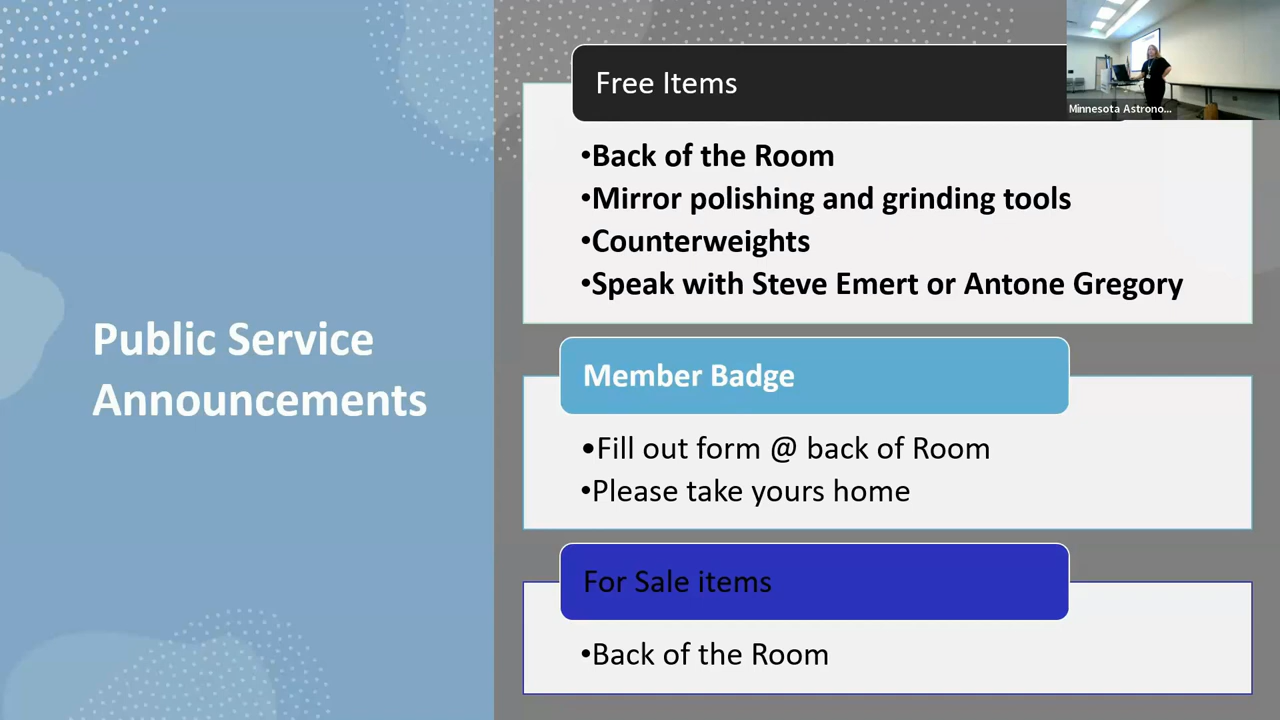 Public Service
Announcements
Free Items
•Back of the Room
•Mirror polishing and grinding tools
•Counterweights
•Speak with Steve Emert or Antone Gregory
Member Badge
•Fill out form @ back of Room
•Please take yours home
For Sale items
•Back of the Room
Minnesota Astrono...